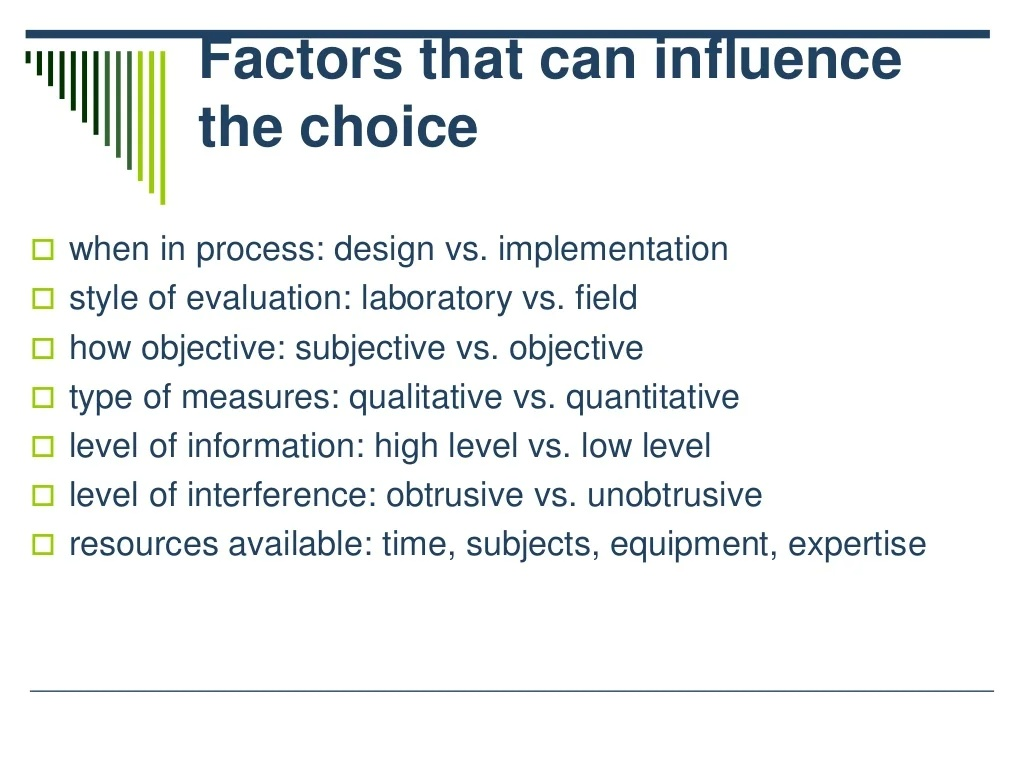 Factors that can influence
the choice
when in process: design vs. implementation
style of evaluation: laboratory vs. field
how objective: subjective vs. objective
type of measures: qualitative vs. quantitative
level of information: high level vs. low level
level of interference: obtrusive vs. unobtrusive
resources available: time, subjects, equipment, expertise